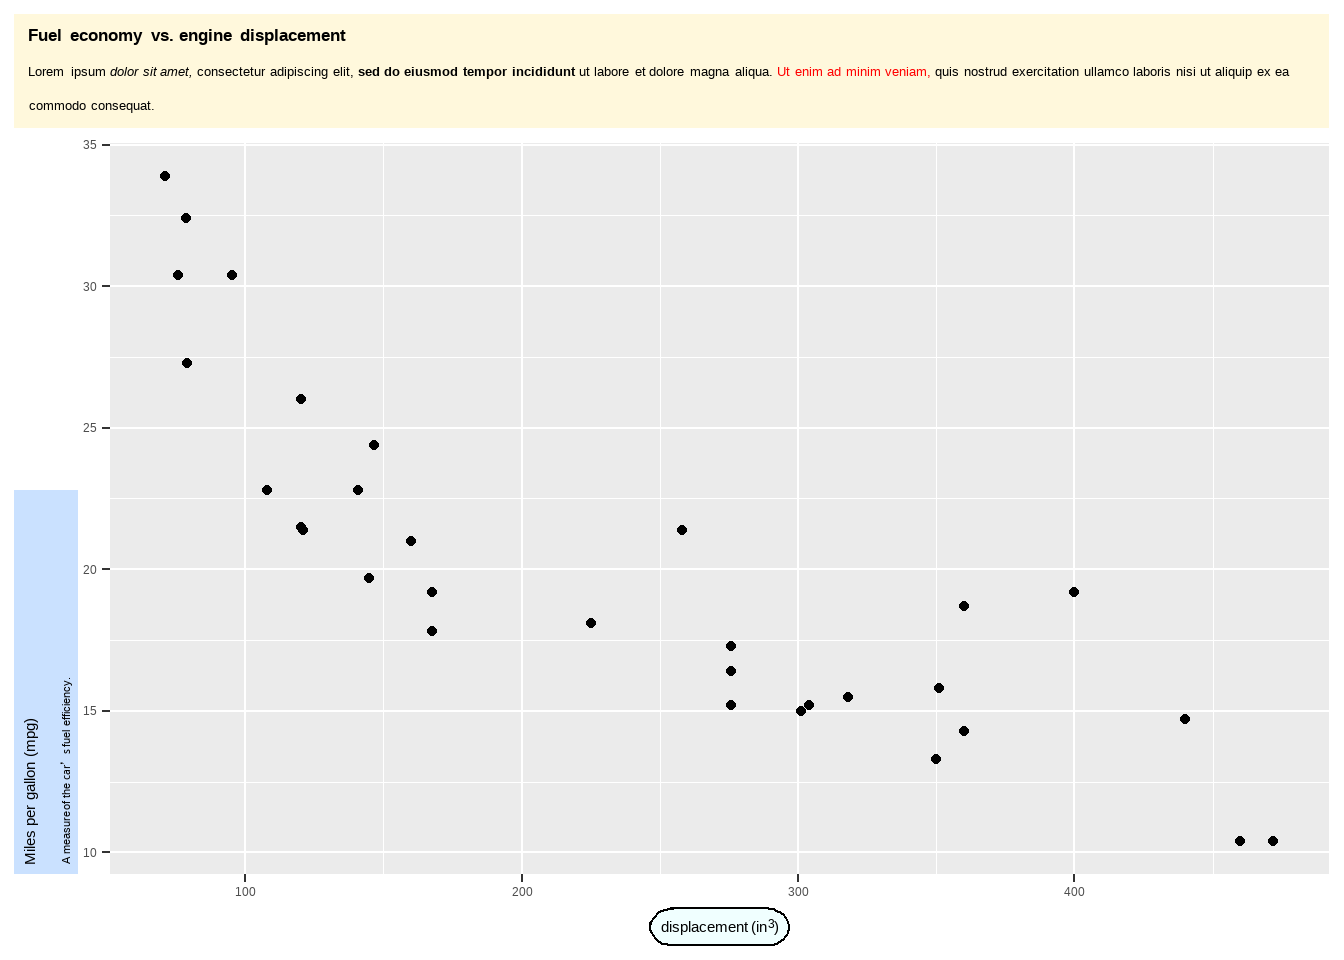 Fuel economy vs. engine displacement
Lorem ipsum dolor sit amet, consectetur adipiscing elit, sed do eiusmod tempor incididunt ut labore et dolore magna aliqua. Ut enim ad minim veniam, quis nostrud exercitation ullamco laboris nisi ut aliquip ex ea
commodo consequat.
35
30
25
20
15
10
Miles per gallon (mpg)
A measure of the car’s fuel efficiency.
100
200
300
400
displacement (in³)